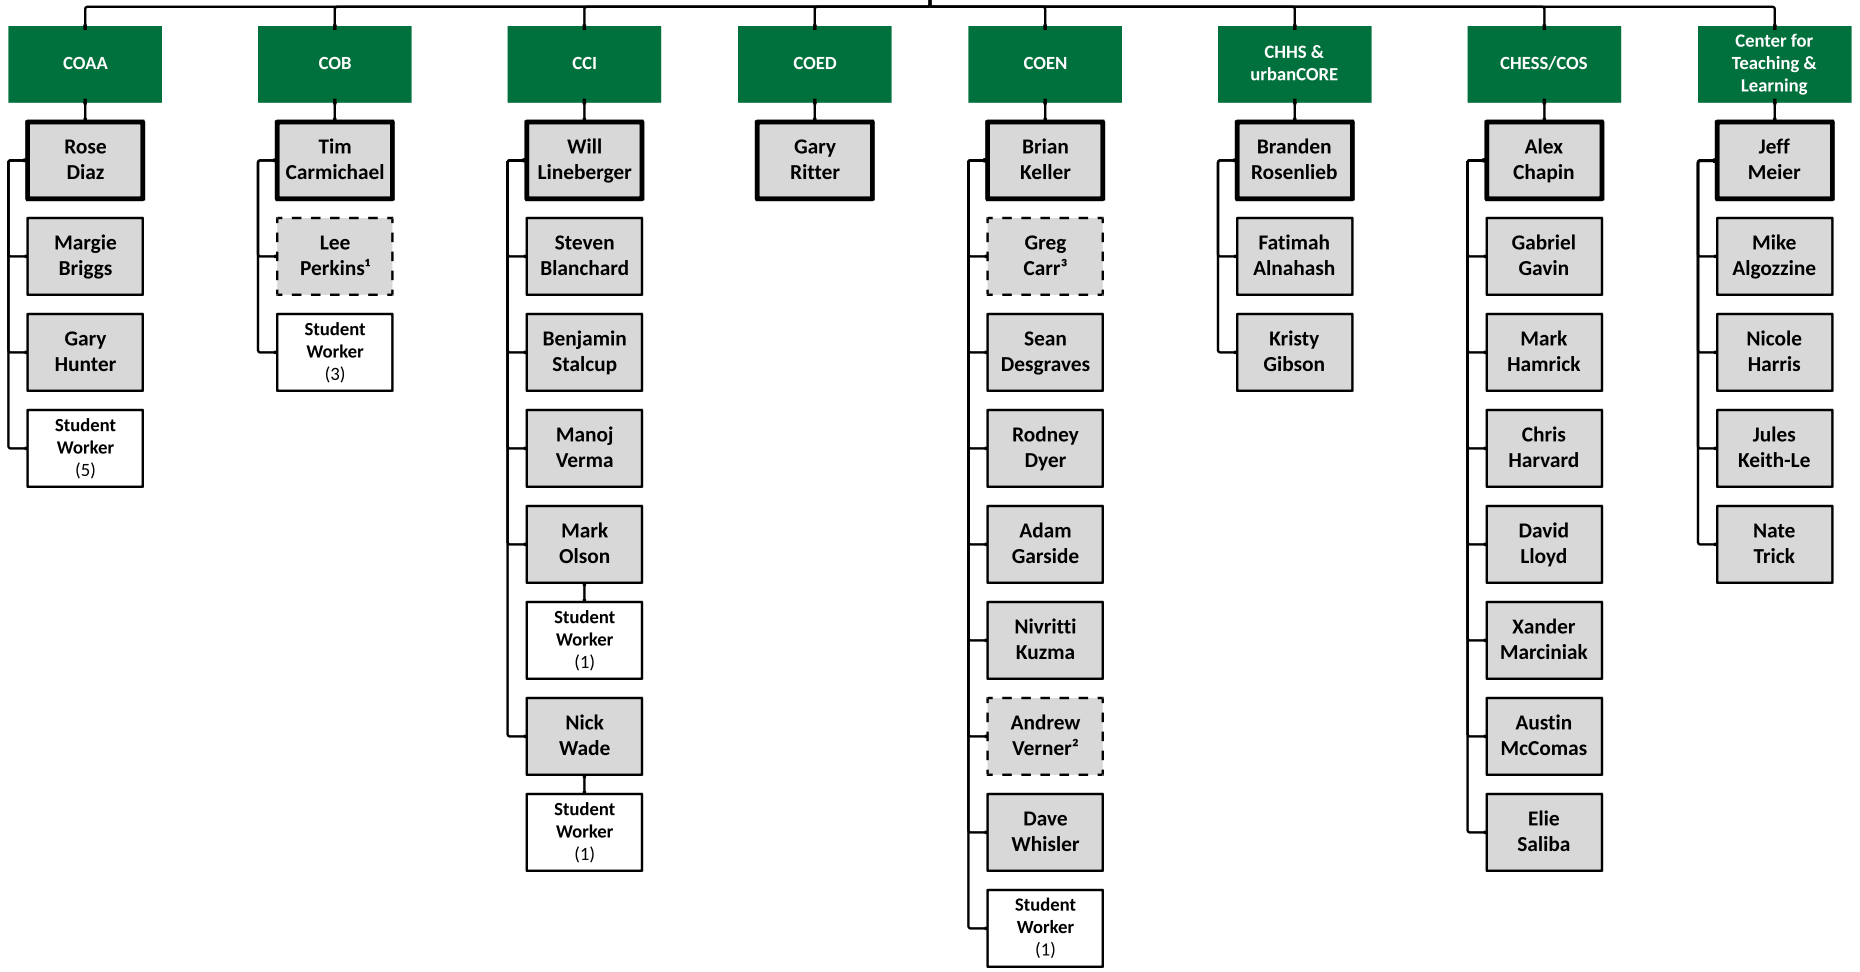 COAA
Rose
Diaz
Margie
Briggs
Gary
Hunter
Student
Worker
(5)
COB
Tim
Carmichael
Lee
Perkins¹
Student
Worker
(3)
CCI
Will
Lineberger
Steven
Blanchard
Benjamin
Stalcup
Manoj
Verma
Mark
Olson
Student
Worker
(1)
Nick
Wade
Student
Worker
(1)
COED
Gary
Ritter
COEN
Brian
Keller
Greg
Carr³
Sean
Desgraves
Rodney
Dyer
Adam
Garside
Nivritti
Kuzma
Andrew
Verner²
Dave
Whisler
Student
Worker
(1)
CHHS &
urbanCORE
Branden
Rosenlieb
Fatimah
Alnahash
Kristy
Gibson
CHESS/COS
Alex
Chapin
Gabriel
Gavin
Mark
Hamrick
Chris
Harvard
David
Lloyd
Xander
Marciniak
Austin
McComas
Elie
Saliba
Center for
Teaching &
Learning
Jeff
Meier
Mike
Algozzine
Nicole
Harris
Jules
Keith-Le
Nate
Trick